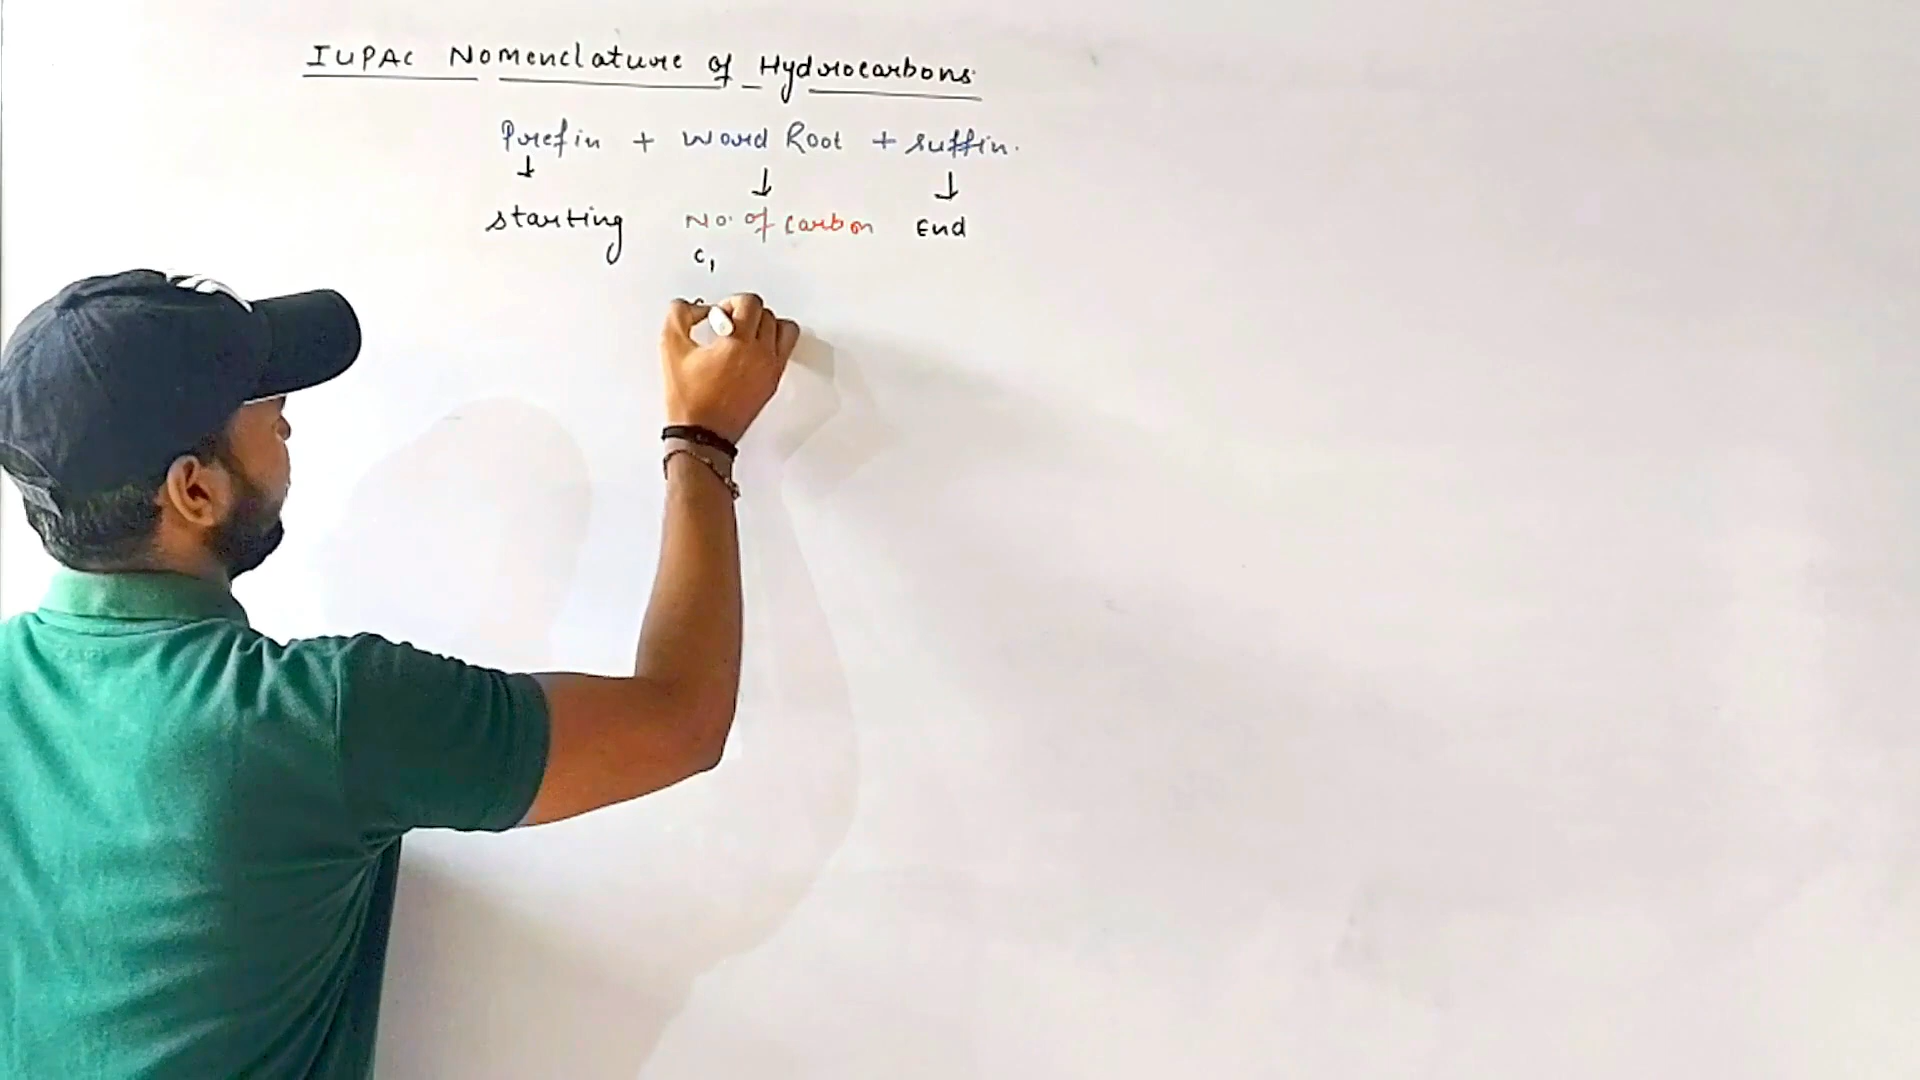 IUPAC Nomenclature of Hydrocarbons.
Prefix + Word Root + suffix.
↓ ↓ ↓
starting No. of carbon End
C₁
C